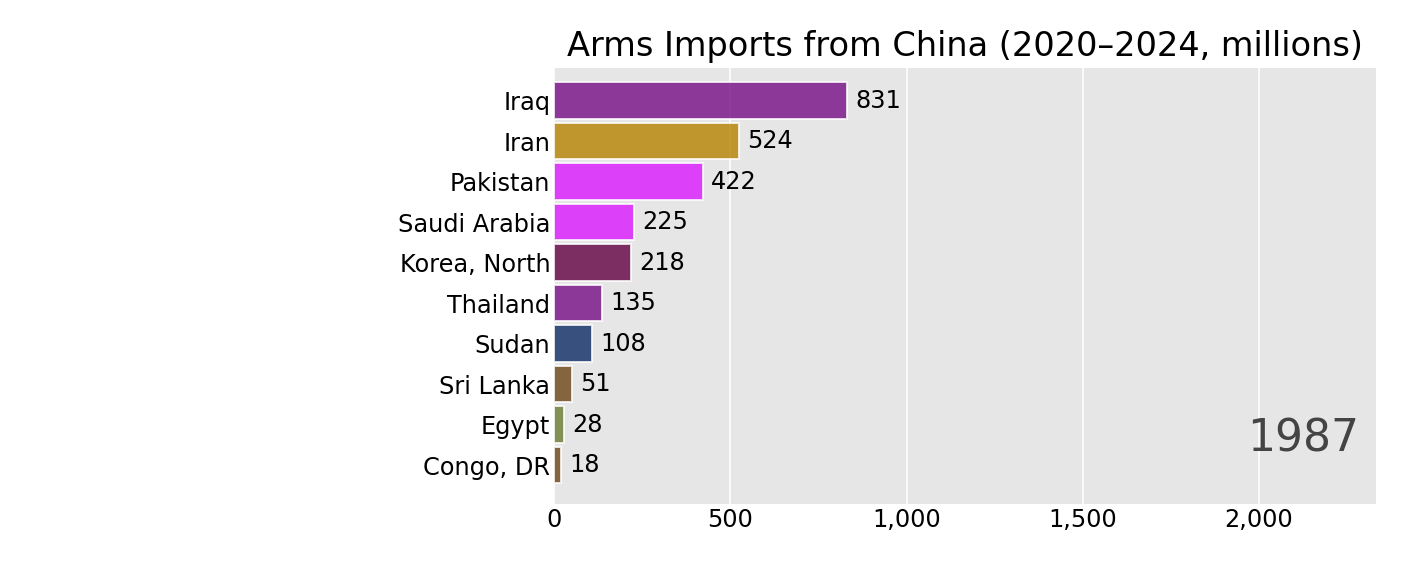 Arms Imports from China (2020–2024, millions)
Iraq 831
Iran 524
Pakistan 422
Saudi Arabia 225
Korea, North 218
Thailand 135
Sudan 108
Sri Lanka 51
Egypt 28
Congo, DR 18
1987
0 500 1,000 1,500 2,000